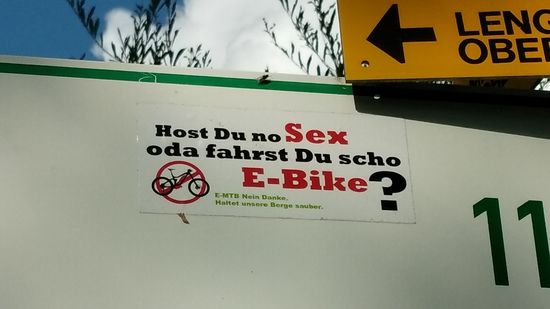 LENG
OBER
Host Du no Sex
oda fahrst Du scho
E-Bike?
E-MTB Nein Danke.
Haltet unsere Berge sauber.
11